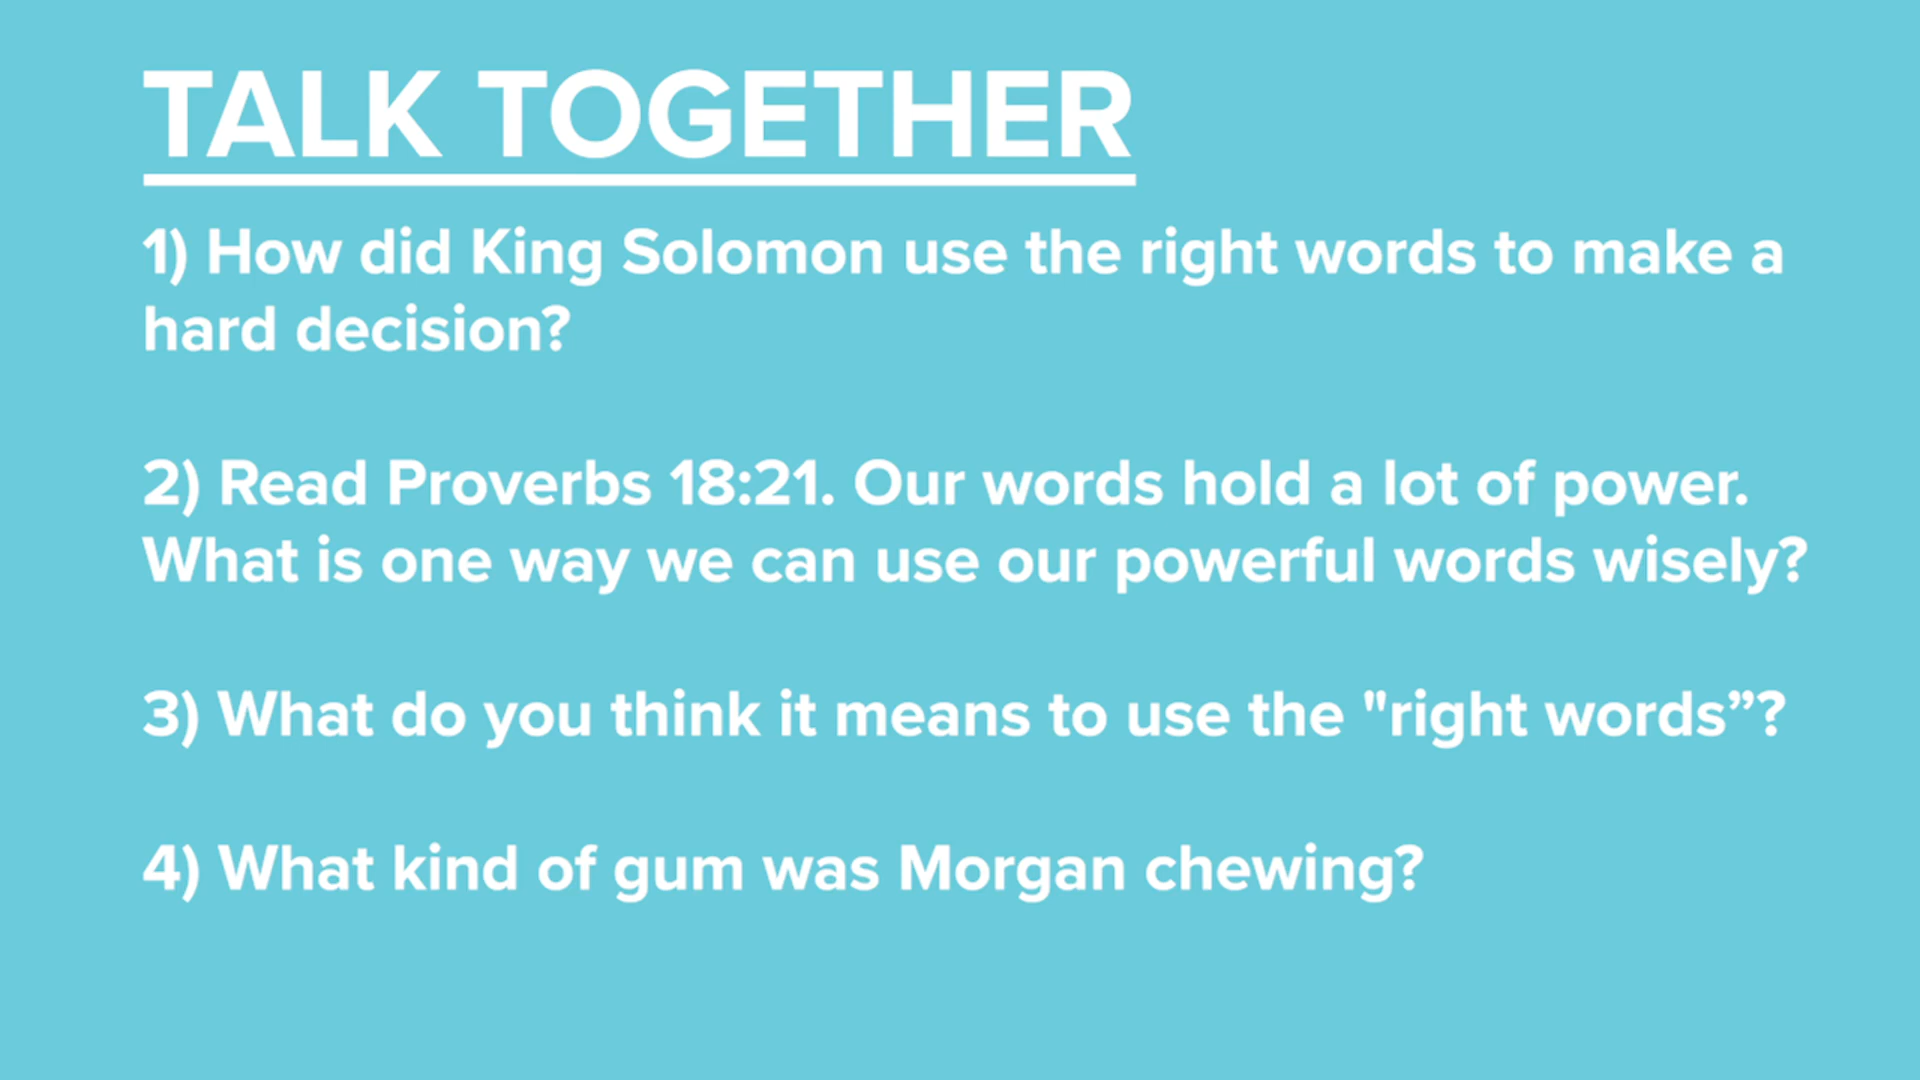 TALK TOGETHER
1) How did King Solomon use the right words to make a
hard decision?
2) Read Proverbs 18:21. Our words hold a lot of power.
What is one way we can use our powerful words wisely?
3) What do you think it means to use the "right words”?
4) What kind of gum was Morgan chewing?